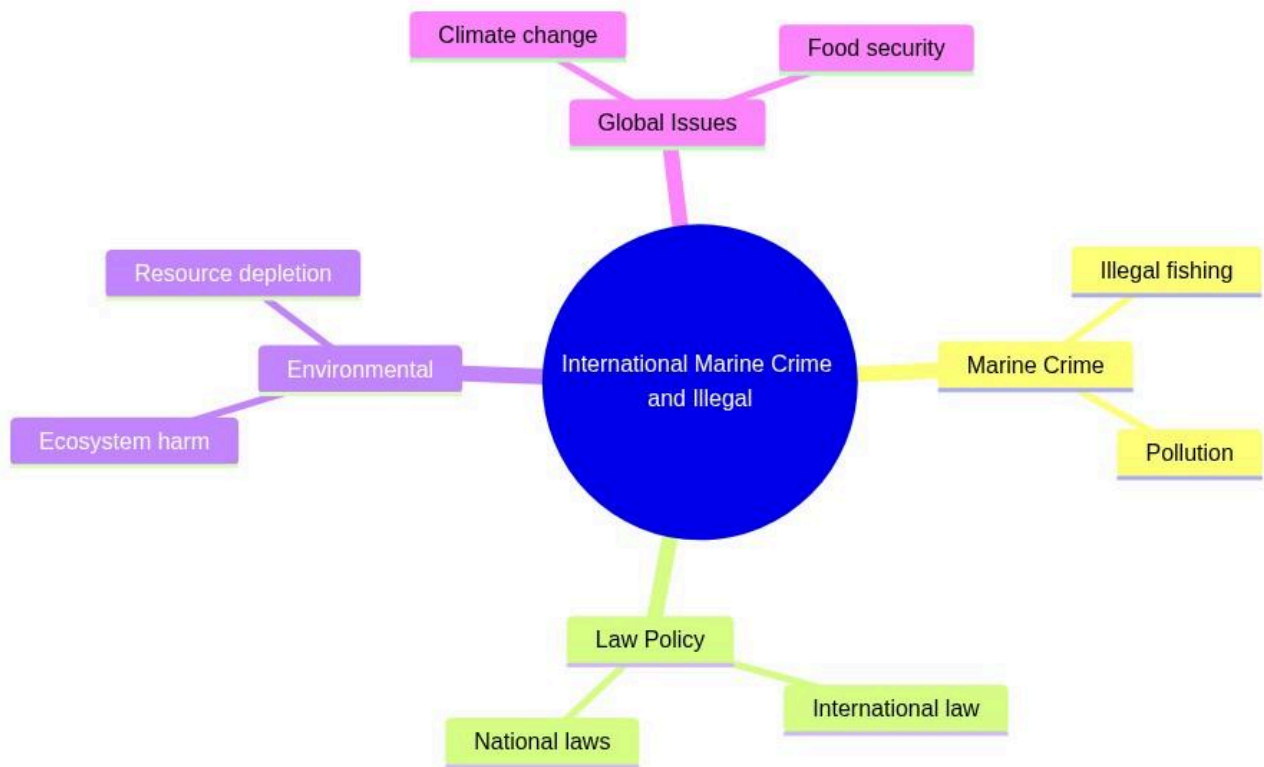 Climate change
Food security
Global Issues
Resource depletion
Illegal fishing
International Marine Crime
and Illegal
Environmental
Marine Crime
Ecosystem harm
Pollution
Law Policy
International law
National laws